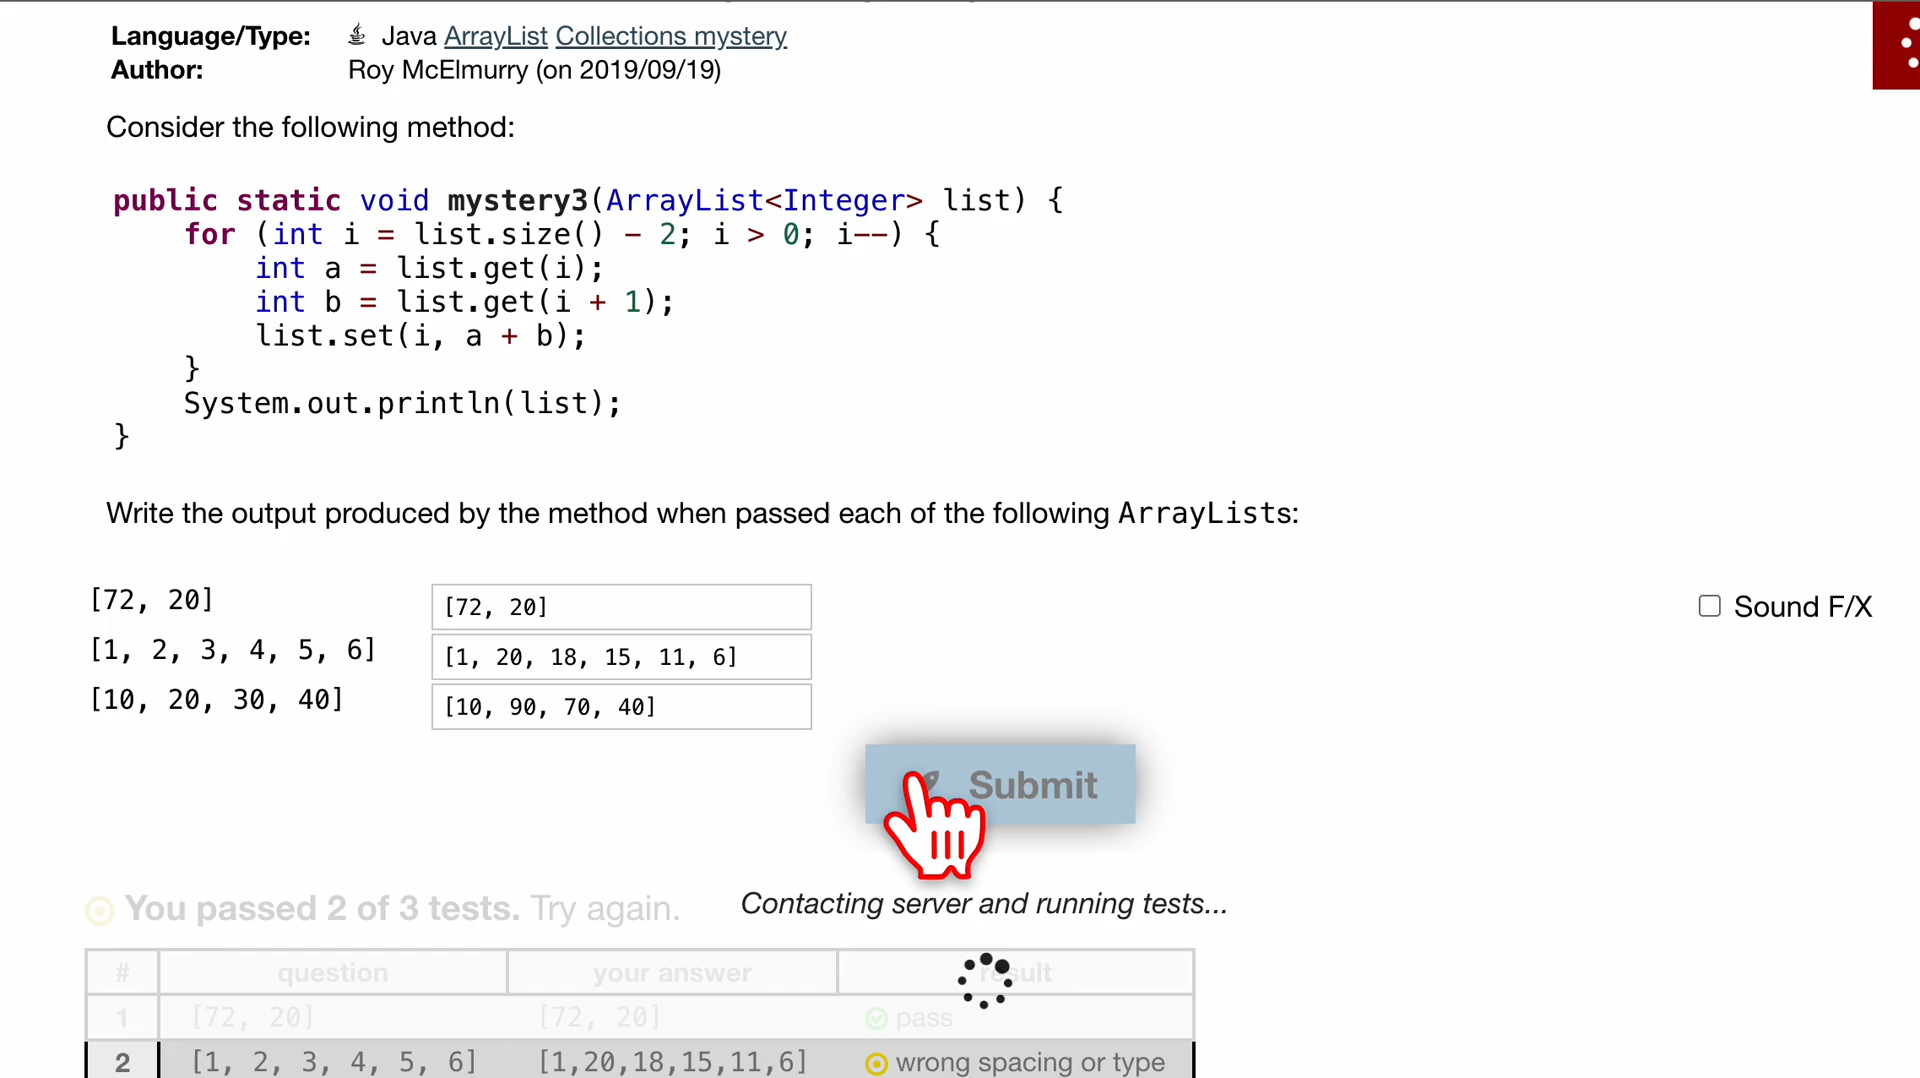 Language/Type: Java ArrayList Collections mystery
Author: Roy McElmurry (on 2019/09/19)
Consider the following method:
public static void mystery3(ArrayList<Integer> list) {
    for (int i = list.size() - 2; i > 0; i--) {
        int a = list.get(i);
        int b = list.get(i + 1);
        list.set(i, a + b);
    }
    System.out.println(list);
}
Write the output produced by the method when passed each of the following ArrayLists:
[72, 20] [72, 20]
Sound F/X
[1, 2, 3, 4, 5, 6] [1, 20, 18, 15, 11, 6]
[10, 20, 30, 40] [10, 90, 70, 40]
Submit
You passed 2 of 3 tests. Try again.
Contacting server and running tests...
# question your answer result
1 [72, 20] [72, 20] pass
2 [1, 2, 3, 4, 5, 6] [1,20,18,15,11,6] wrong spacing or type